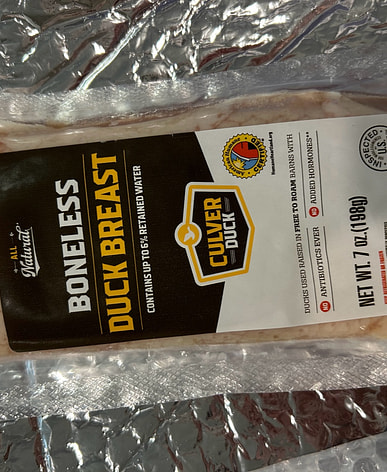 ALL
Natural
BONELESS
DUCK BREAST
CONTAINS UP TO 6% RETAINED WATER
CULVER
DUCK
DUCKS USED RAISED IN FREE TO ROAM BARNS WITH
NO ANTIBIOTICS EVER NO ADDED HORMONES**
NET WT 7 oz. (198g)
INSPECTED
U.S.